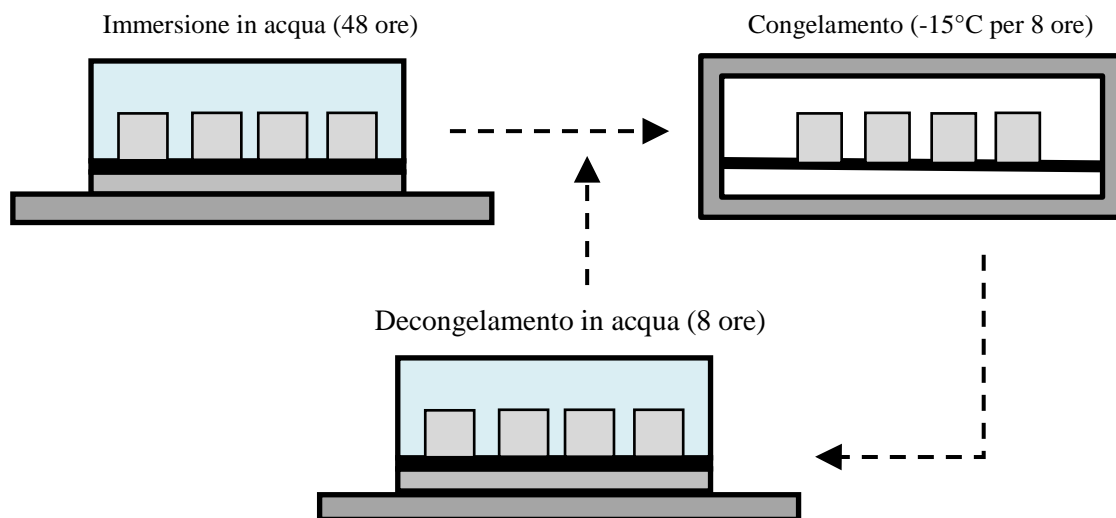 Immersione in acqua (48 ore)
Congelamento (-15°C per 8 ore)
Decongelamento in acqua (8 ore)